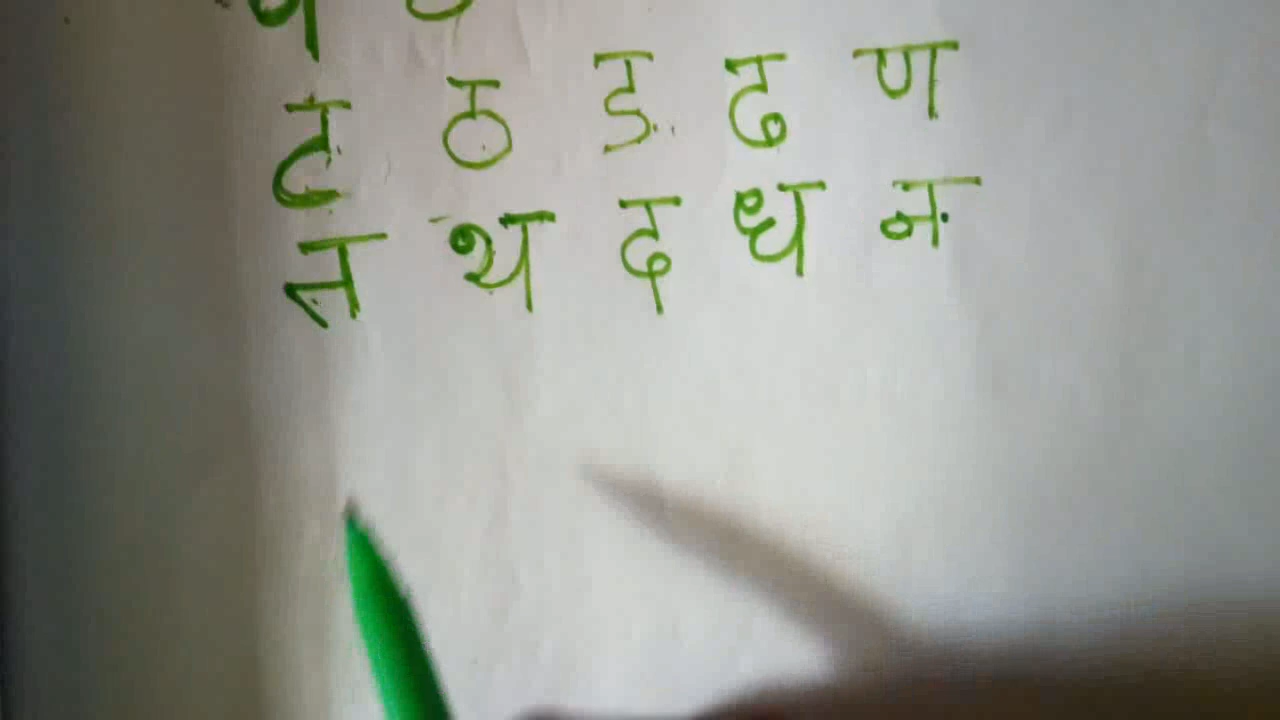 ट ठ ड ढ ण
त थ द ध न